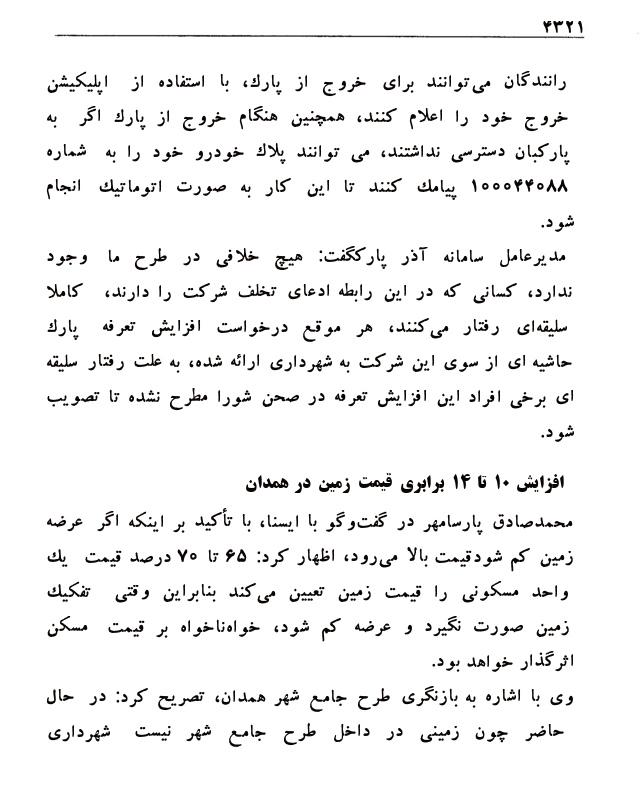 ۴۳۲۱
رانندگان می‌توانند برای خروج از پارك، با استفاده از اپلیکیشن
خروج خود را اعلام کنند، همچنین هنگام خروج از پارك اگر به
پارکبان دسترسی نداشتند، می توانند پلاك خودرو خود را به شماره
۱۰۰۰۴۴۰۸۸ پیامك کنند تا این کار به صورت اتوماتیك انجام
شود.
مدیرعامل سامانه آذر پارکگفت: هیچ خلافی در طرح ما وجود
ندارد، کسانی که در این رابطه ادعای تخلف شرکت را دارند، کاملا
سلیقه‌ای رفتار می‌کنند، هر موقع درخواست افزایش تعرفه پارك
حاشیه ای از سوی این شرکت به شهرداری ارائه شده، به علت رفتار سلیقه
ای برخی افراد این افزایش تعرفه در صحن شورا مطرح نشده تا تصویب
شود.
افزایش ۱۰ تا ۱۴ برابری قیمت زمین در همدان
محمدصادق پارسامهر در گفت‌وگو با ایسنا، با تأکید بر اینکه اگر عرضه
زمین کم شودقیمت بالا می‌رود، اظهار کرد: ۶۵ تا ۷۰ درصد قیمت یك
واحد مسکونی را قیمت زمین تعیین می‌کند بنابراین وقتی تفکیك
زمین صورت نگیرد و عرضه کم شود، خواه‌ناخواه بر قیمت مسکن
اثرگذار خواهد بود.
وی با اشاره به بازنگری طرح جامع شهر همدان، تصریح کرد: در حال
حاضر چون زمینی در داخل طرح جامع شهر نیست شهرداری